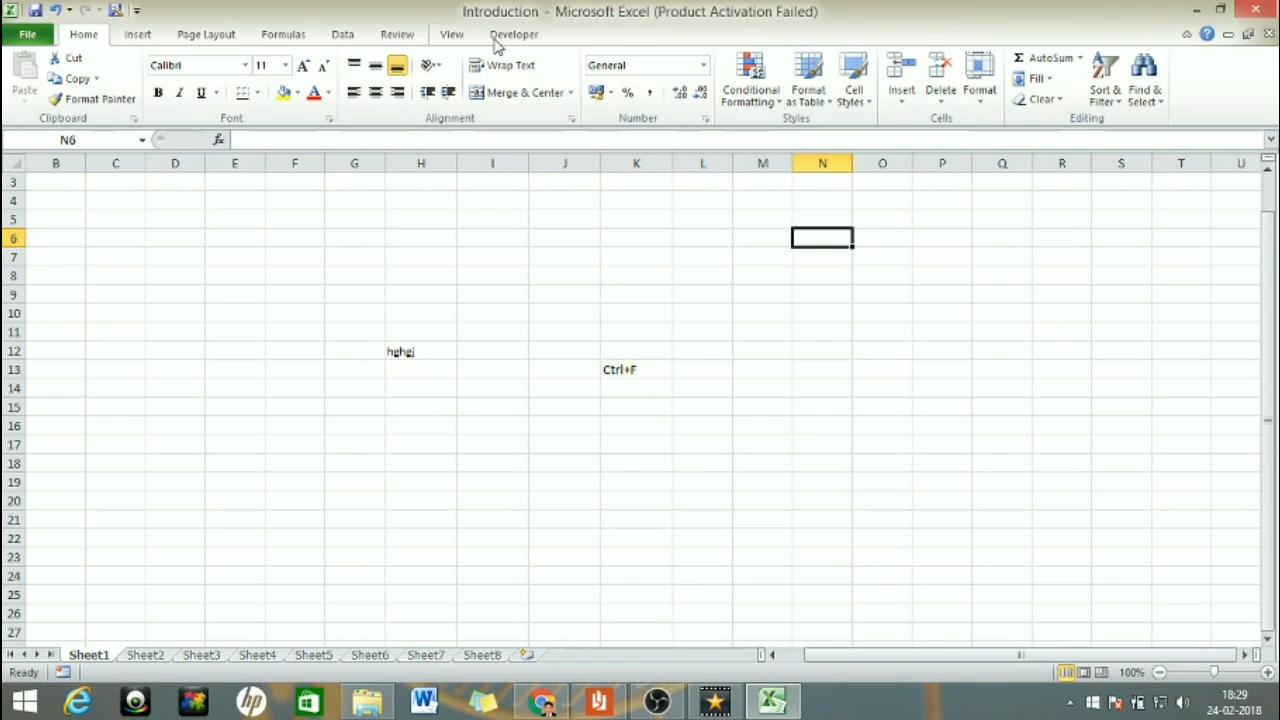 Introduction - Microsoft Excel (Product Activation Failed)
File Home Insert Page Layout Formulas Data Review View Developer
Paste Cut Calibri 11 Wrap Text General Conditional Formatting Format as Table Cell Styles Insert Delete Format Σ AutoSum Sort & Filter Find & Select
Copy Fill
Format Painter B I U A Merge & Center % , Clear
Clipboard Font Alignment Number Styles Cells Editing
N6 fx
B C D E F G H I J K L M N O P Q R S T U
3
4
5
6
7
8
9
10
11
12 hghgj
13 Ctrl+F
14
15
16
17
18
19
20
21
22
23
24
25
26
27
Sheet1 Sheet2 Sheet3 Sheet4 Sheet5 Sheet6 Sheet7 Sheet8
Ready 100%
18:29
24-02-2018